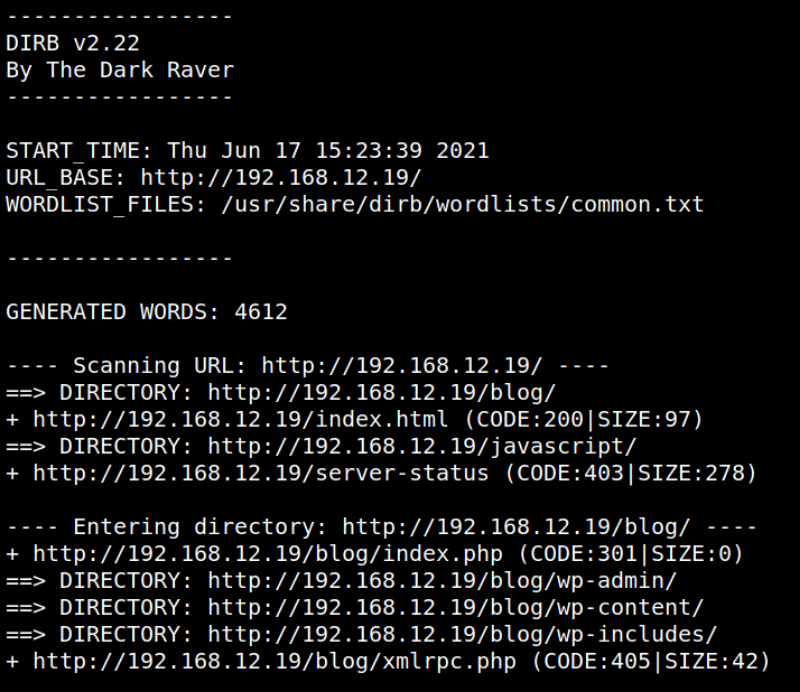 -----------------
DIRB v2.22
By The Dark Raver
-----------------
START_TIME: Thu Jun 17 15:23:39 2021
URL_BASE: http://192.168.12.19/
WORDLIST_FILES: /usr/share/dirb/wordlists/common.txt
-----------------
GENERATED WORDS: 4612
---- Scanning URL: http://192.168.12.19/ ----
==> DIRECTORY: http://192.168.12.19/blog/
+ http://192.168.12.19/index.html (CODE:200|SIZE:97)
==> DIRECTORY: http://192.168.12.19/javascript/
+ http://192.168.12.19/server-status (CODE:403|SIZE:278)
---- Entering directory: http://192.168.12.19/blog/ ----
+ http://192.168.12.19/blog/index.php (CODE:301|SIZE:0)
==> DIRECTORY: http://192.168.12.19/blog/wp-admin/
==> DIRECTORY: http://192.168.12.19/blog/wp-content/
==> DIRECTORY: http://192.168.12.19/blog/wp-includes/
+ http://192.168.12.19/blog/xmlrpc.php (CODE:405|SIZE:42)